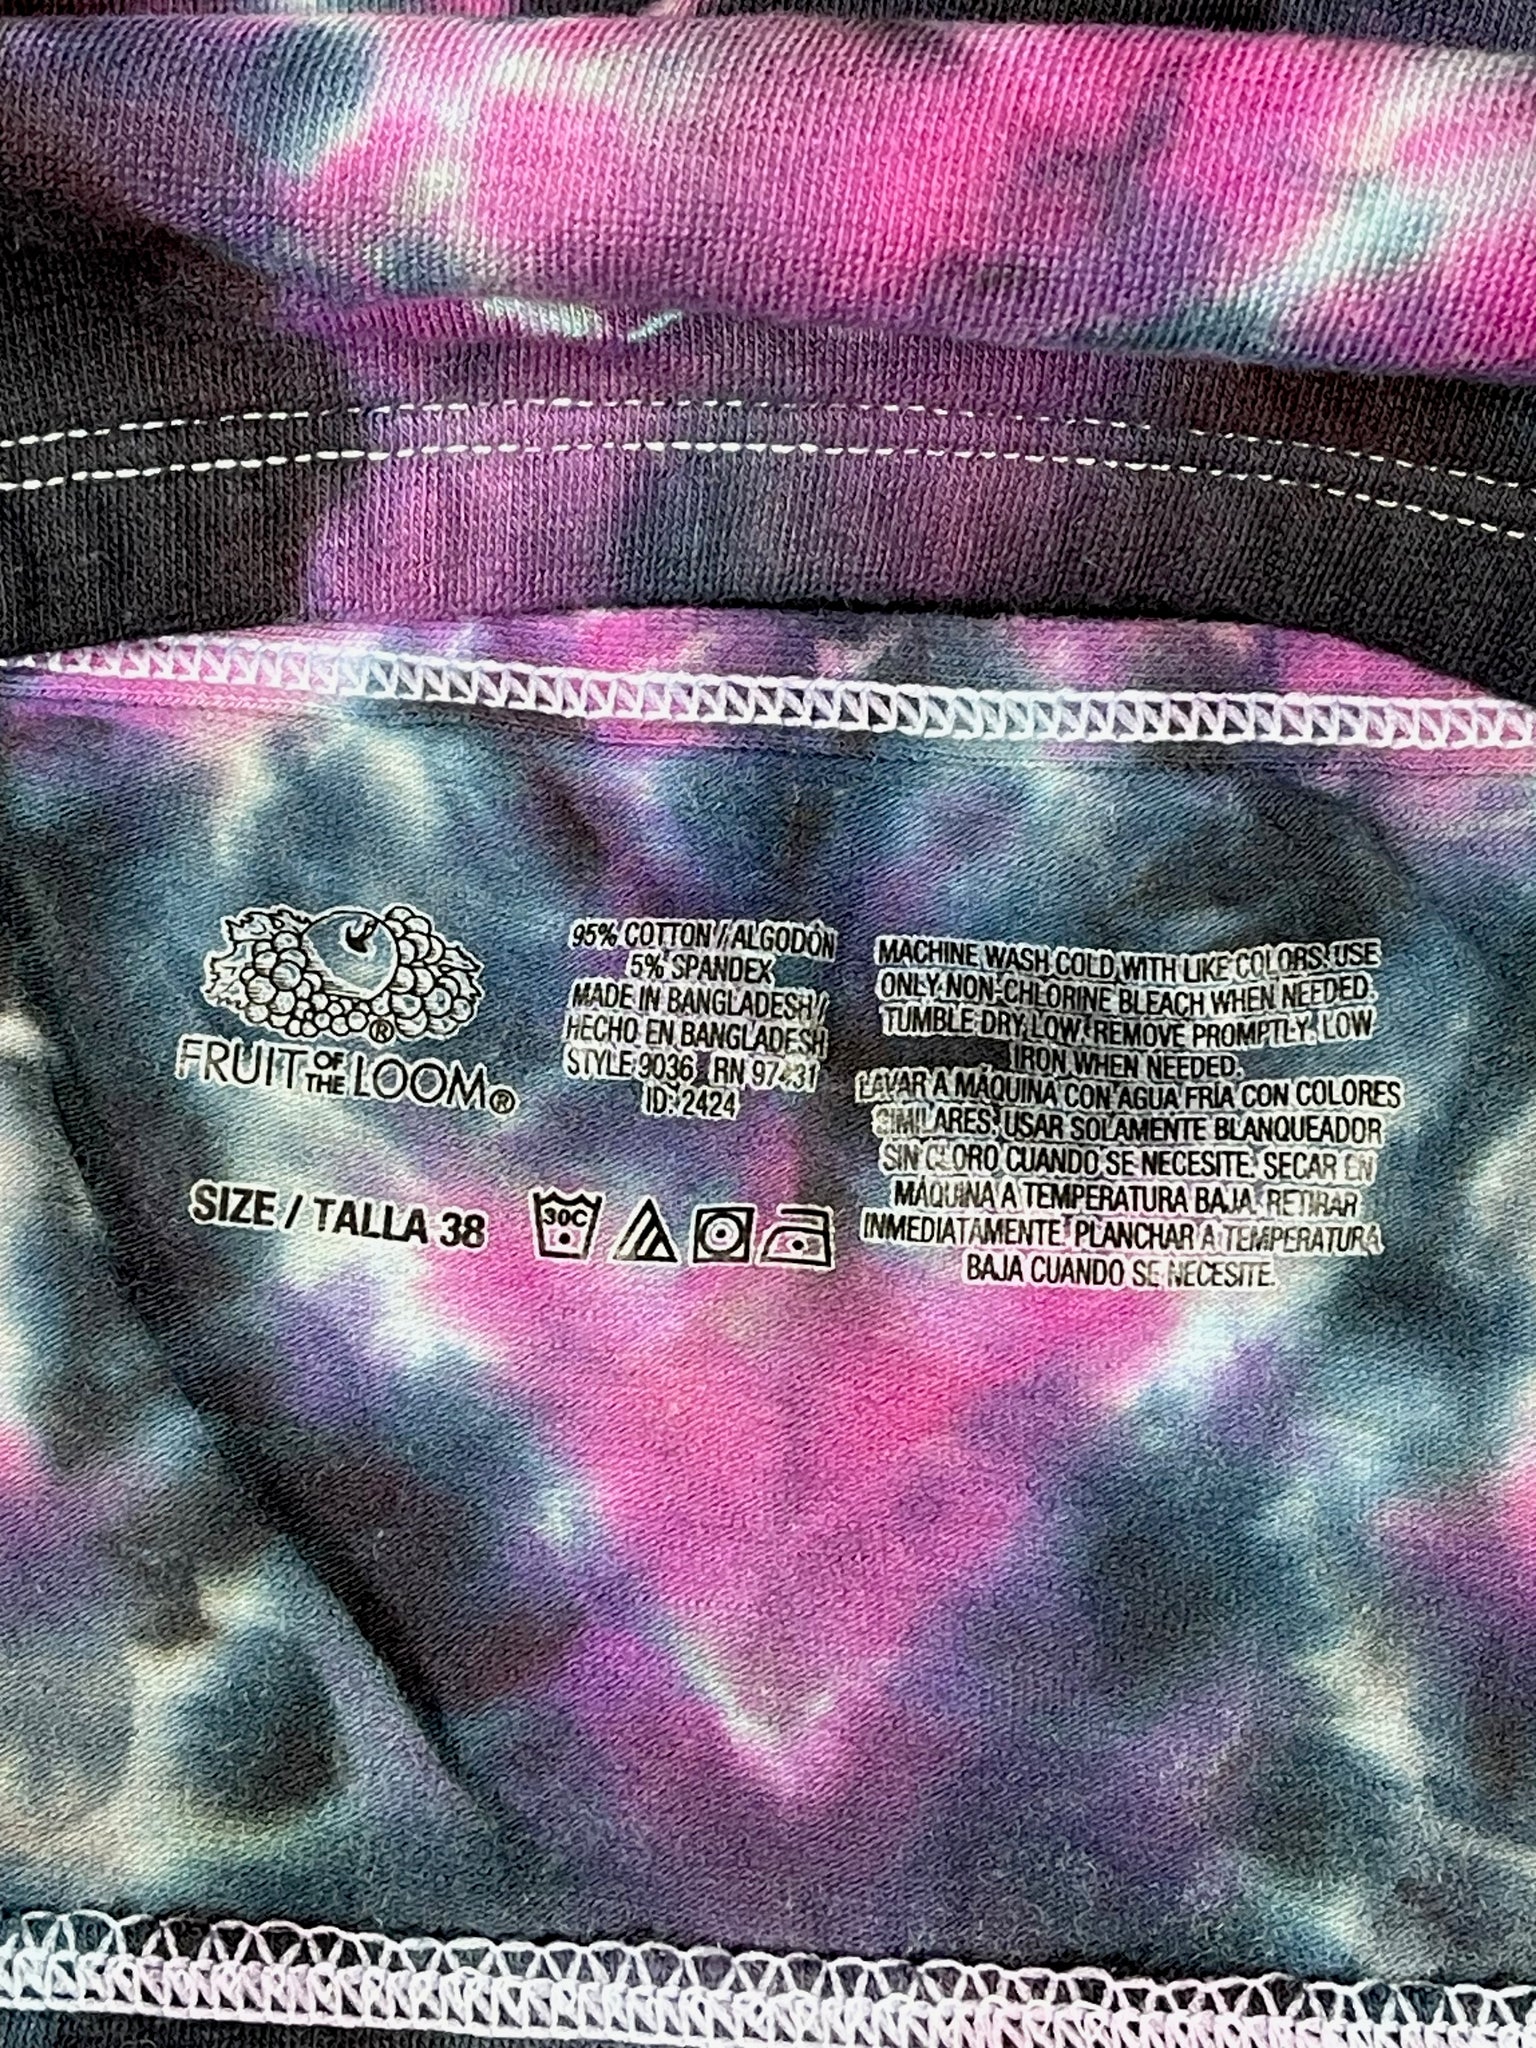 FRUIT OF THE LOOM®
SIZE / TALLA 38
95% COTTON // ALGODÓN
5% SPANDEX
MADE IN BANGLADESH //
HECHO EN BANGLADESH
STYLE 9036 RN 97431
ID: 2424
30C
MACHINE WASH COLD WITH LIKE COLORS. USE
ONLY NON-CHLORINE BLEACH WHEN NEEDED.
TUMBLE DRY LOW. REMOVE PROMPTLY. LOW
IRON WHEN NEEDED.
LAVAR A MÁQUINA CON AGUA FRÍA CON COLORES
SIMILARES. USAR SOLAMENTE BLANQUEADOR
SIN CLORO CUANDO SE NECESITE. SECAR EN
MÁQUINA A TEMPERATURA BAJA. RETIRAR
INMEDIATAMENTE. PLANCHAR A TEMPERATURA
BAJA CUANDO SE NECESITE.